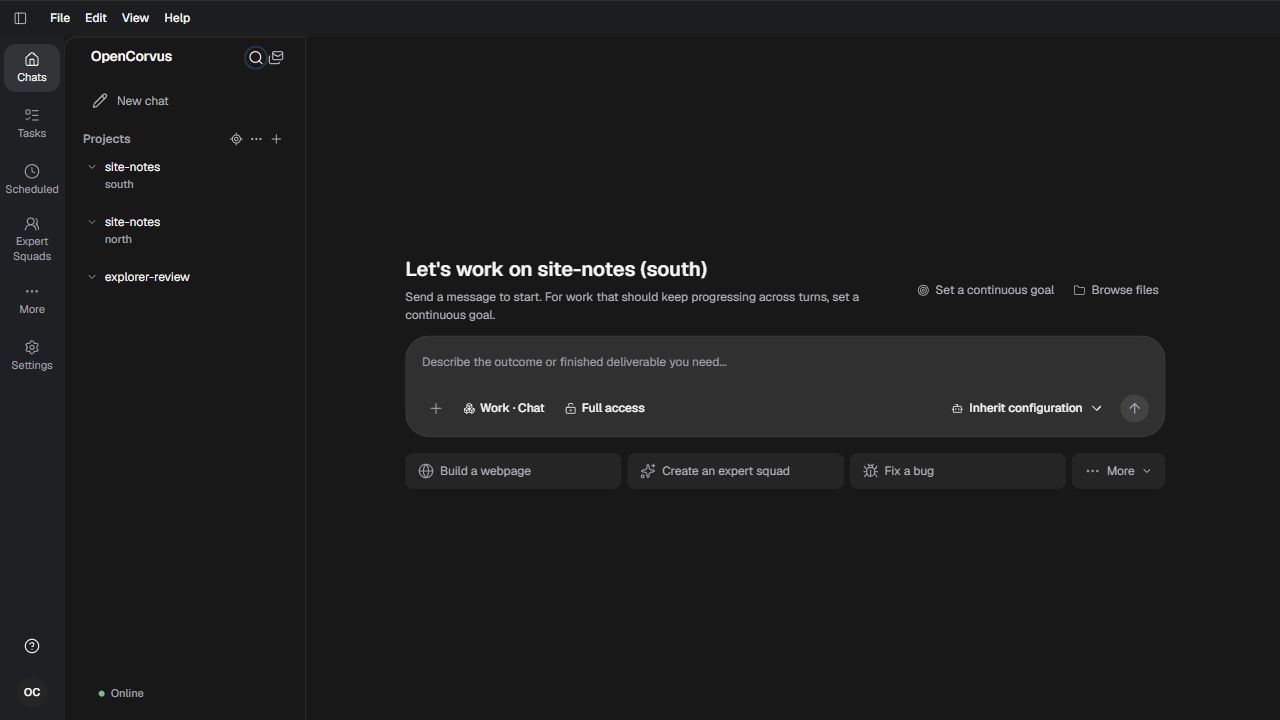 File Edit View Help
Chats
Tasks
Scheduled
Expert
Squads
More
Settings
OC
OpenCorvus
New chat
Projects
site-notes
south
site-notes
north
explorer-review
Online
Let's work on site-notes (south)
Send a message to start. For work that should keep progressing across turns, set a
continuous goal.
Set a continuous goal
Browse files
Describe the outcome or finished deliverable you need...
Work · Chat
Full access
Inherit configuration
Build a webpage
Create an expert squad
Fix a bug
More